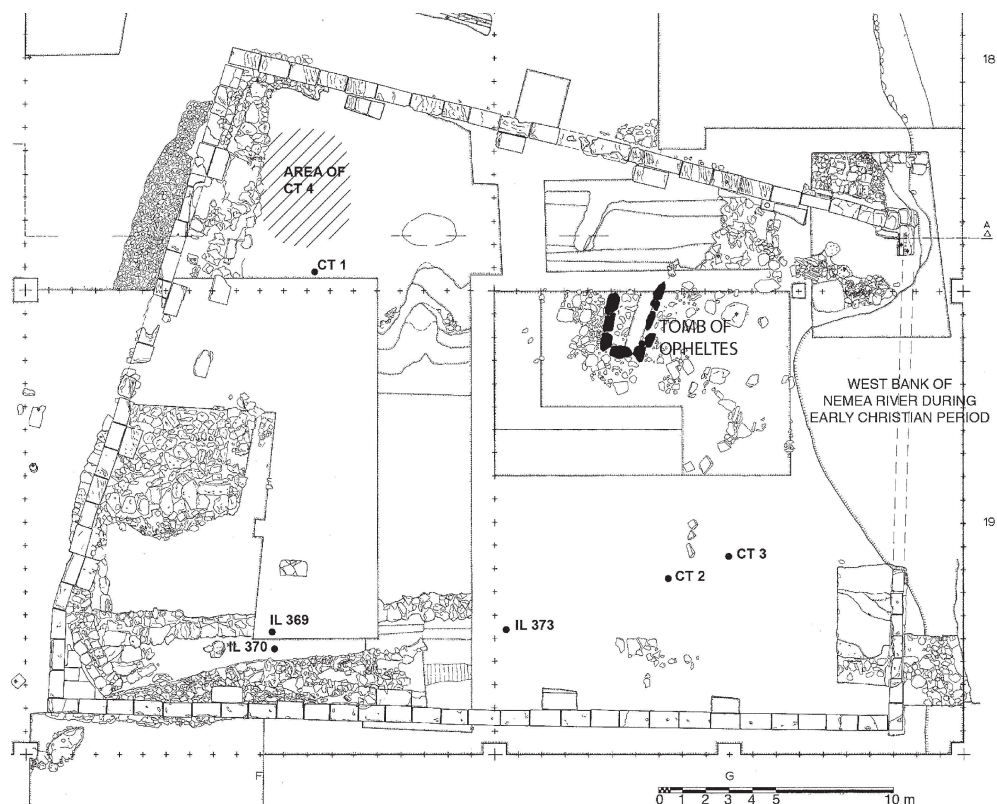 18
AREA OF
CT 4
A
CT 1
TOMB OF
OPHELTES
WEST BANK OF
NEMEA RIVER DURING
EARLY CHRISTIAN PERIOD
19
CT 3
CT 2
IL 369
IL 373
IL 370
F
G
0 1 2 3 4 5 10 m